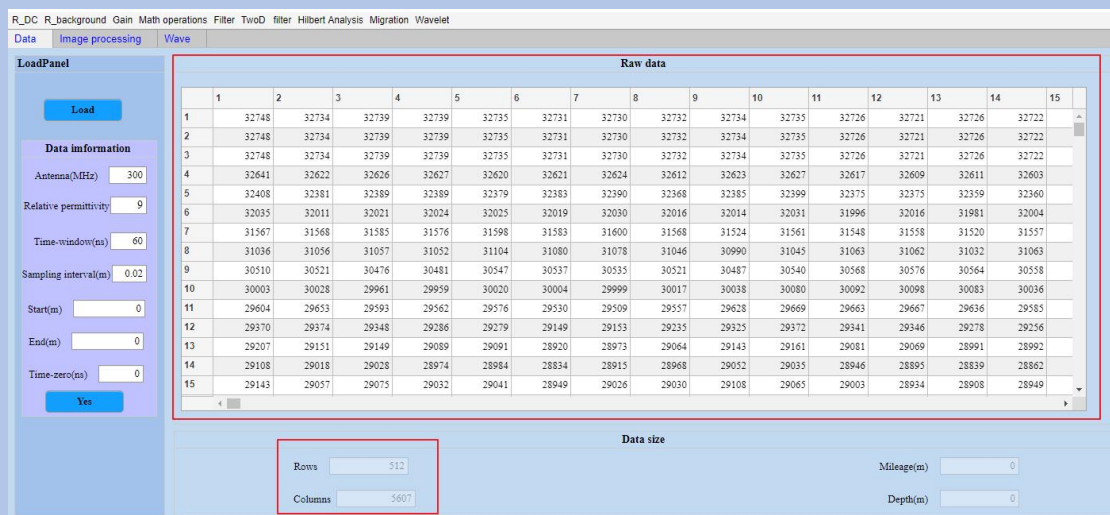 R_DC R_background Gain Math operations Filter TwoD filter Hilbert Analysis Migration Wavelet
Data Image processing Wave
LoadPanel
Load
Data imformation
Antenna(MHz) 300
Relative permittivity 9
Time-window(ns) 60
Sampling interval(m) 0.02
Start(m) 0
End(m) 0
Time-zero(ns) 0
Yes
Raw data
1 2 3 4 5 6 7 8 9 10 11 12 13 14 15
1 32748 32734 32739 32739 32735 32731 32730 32732 32734 32735 32726 32721 32726 32722
2 32748 32734 32739 32739 32735 32731 32730 32732 32734 32735 32726 32721 32726 32722
3 32748 32734 32739 32739 32735 32731 32730 32732 32734 32735 32726 32721 32726 32722
4 32641 32622 32626 32627 32620 32621 32624 32612 32623 32627 32617 32609 32611 32603
5 32408 32381 32389 32389 32379 32383 32390 32368 32385 32399 32375 32375 32359 32360
6 32035 32011 32021 32024 32025 32019 32030 32016 32014 32031 31996 32016 31981 32004
7 31567 31568 31585 31576 31598 31583 31600 31568 31524 31561 31548 31558 31520 31557
8 31036 31056 31057 31052 31104 31080 31078 31046 30990 31045 31063 31062 31032 31063
9 30510 30521 30476 30481 30547 30537 30535 30521 30487 30540 30568 30576 30564 30558
10 30003 30028 29961 29959 30020 30004 29999 30017 30038 30080 30092 30098 30083 30036
11 29604 29653 29593 29562 29576 29530 29509 29557 29628 29669 29663 29667 29636 29585
12 29370 29374 29348 29286 29279 29149 29153 29235 29325 29372 29341 29346 29278 29256
13 29207 29151 29149 29089 29091 28920 28973 29064 29143 29161 29081 29069 28991 28992
14 29108 29018 29028 28974 28984 28834 28915 28968 29052 29035 28946 28895 28839 28862
15 29143 29057 29075 29032 29041 28949 29026 29030 29108 29065 29003 28934 28908 28949
Data size
Rows 512
Columns 5607
Mileage(m) 0
Depth(m) 0